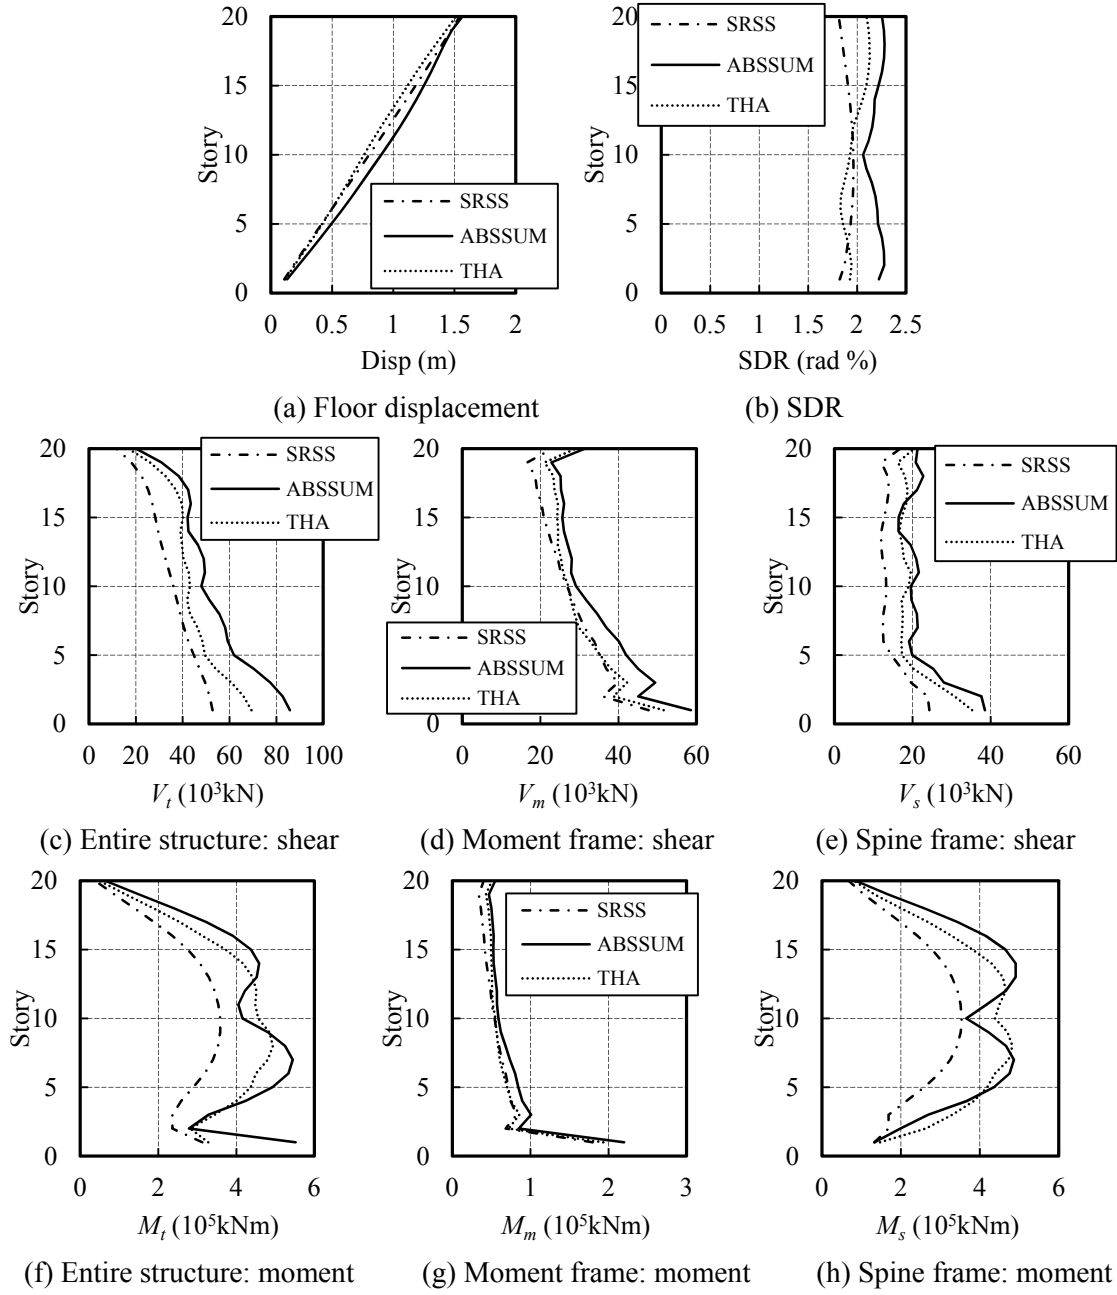 20
15
10
5
0
Story
SRSS
ABSSUM
THA
0 0.5 1 1.5 2
Disp (m)
(a) Floor displacement
20
15
10
5
0
Story
SRSS
ABSSUM
THA
0 0.5 1 1.5 2 2.5
SDR (rad %)
(b) SDR
20
15
10
5
0
Story
SRSS
ABSSUM
THA
0 20 40 60 80 100
Vt (10³kN)
(c) Entire structure: shear
20
15
10
5
0
Story
SRSS
ABSSUM
THA
0 20 40 60
Vm (10³kN)
(d) Moment frame: shear
20
15
10
5
0
Story
SRSS
ABSSUM
THA
0 20 40 60
Vs (10³kN)
(e) Spine frame: shear
20
15
10
5
0
Story
0 2 4 6
Mt (10⁵kNm)
(f) Entire structure: moment
20
15
10
5
0
Story
SRSS
ABSSUM
THA
0 1 2 3
Mm (10⁵kNm)
(g) Moment frame: moment
20
15
10
5
0
Story
0 2 4 6
Ms (10⁵kNm)
(h) Spine frame: moment